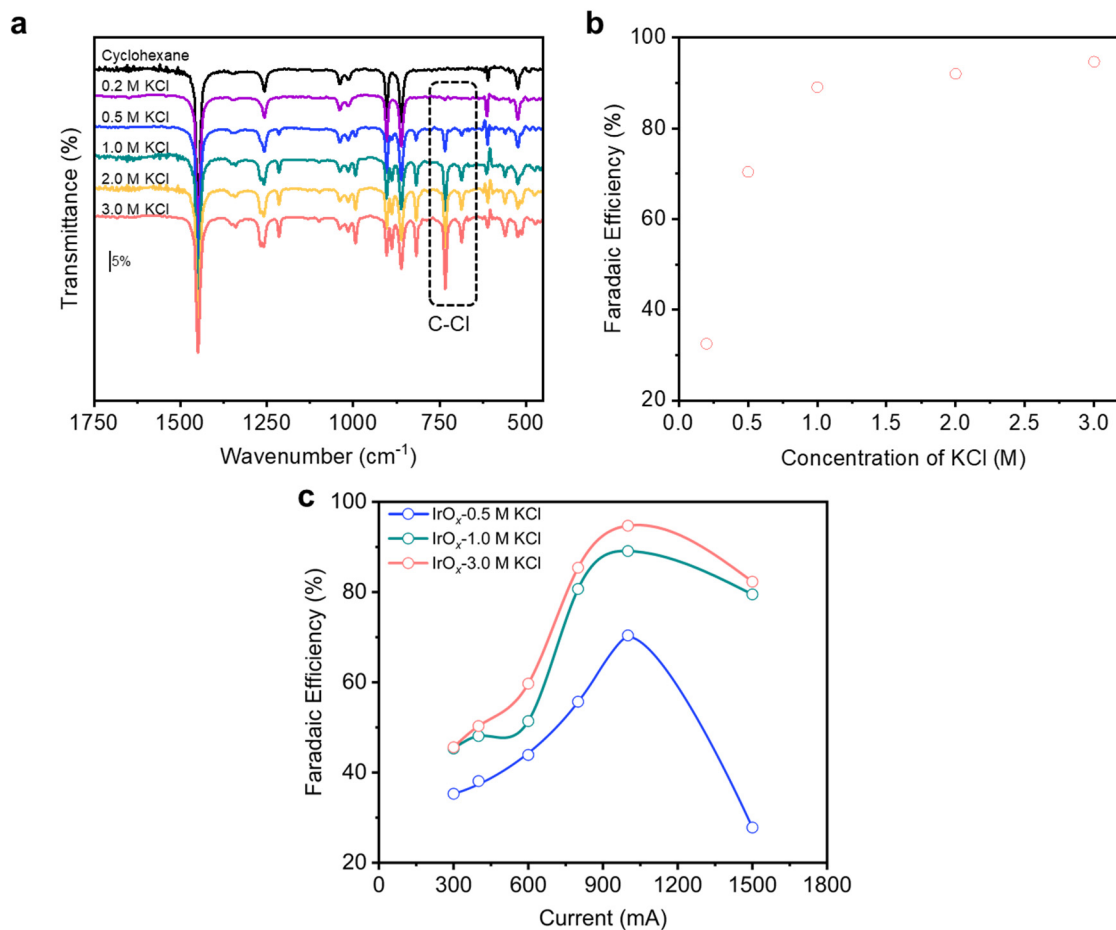 a
Cyclohexane
0.2 M KCl
0.5 M KCl
1.0 M KCl
2.0 M KCl
3.0 M KCl
5%
C-Cl
Transmittance (%)
1750 1500 1250 1000 750 500
Wavenumber (cm⁻¹)
b
100
80
60
40
20
Faradaic Efficiency (%)
0.0 0.5 1.0 1.5 2.0 2.5 3.0
Concentration of KCl (M)
c
IrOₓ-0.5 M KCl
IrOₓ-1.0 M KCl
IrOₓ-3.0 M KCl
100
80
60
40
20
Faradaic Efficiency (%)
0 300 600 900 1200 1500 1800
Current (mA)